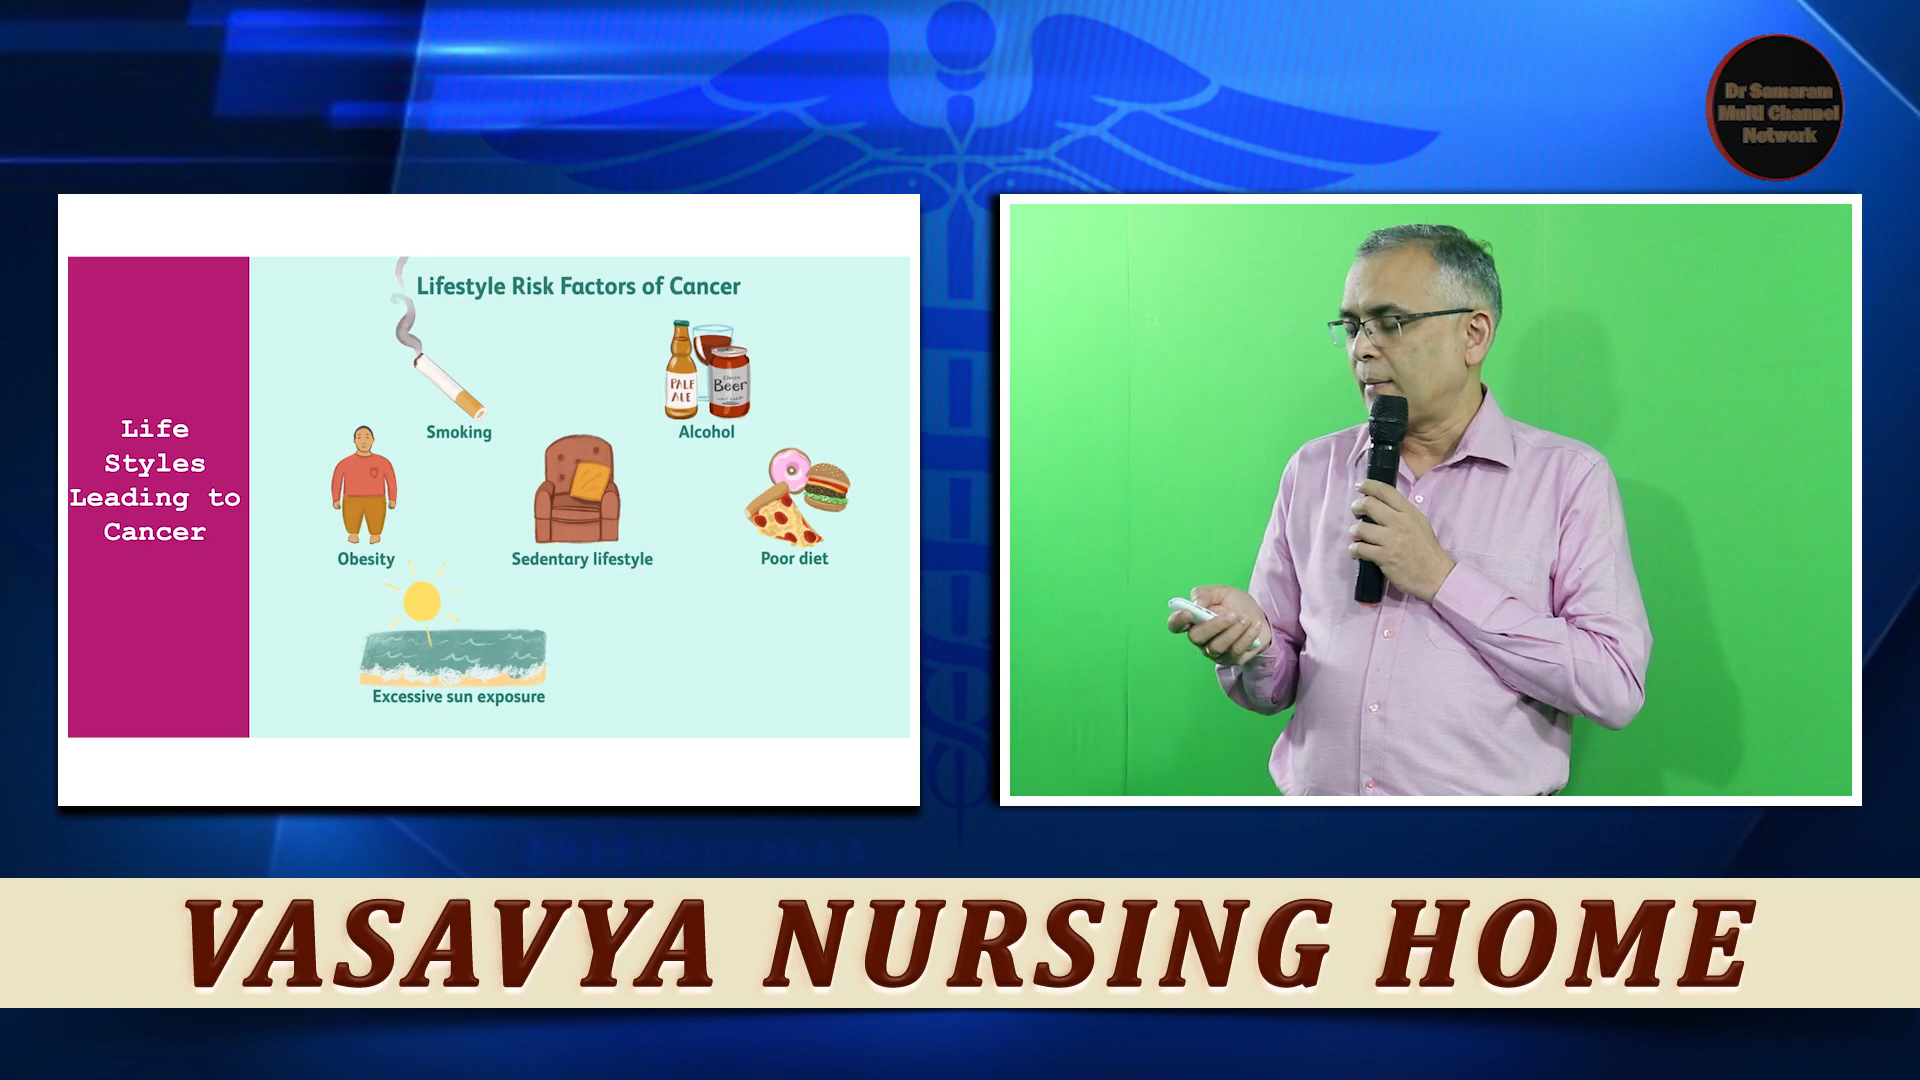 Dr Samaram
Multi Channel
Network
Life
Styles
Leading to
Cancer
Lifestyle Risk Factors of Cancer
PALE
ALE
Beer
Smoking
Alcohol
Obesity
Sedentary lifestyle
Poor diet
Excessive sun exposure
VASAVYA NURSING HOME